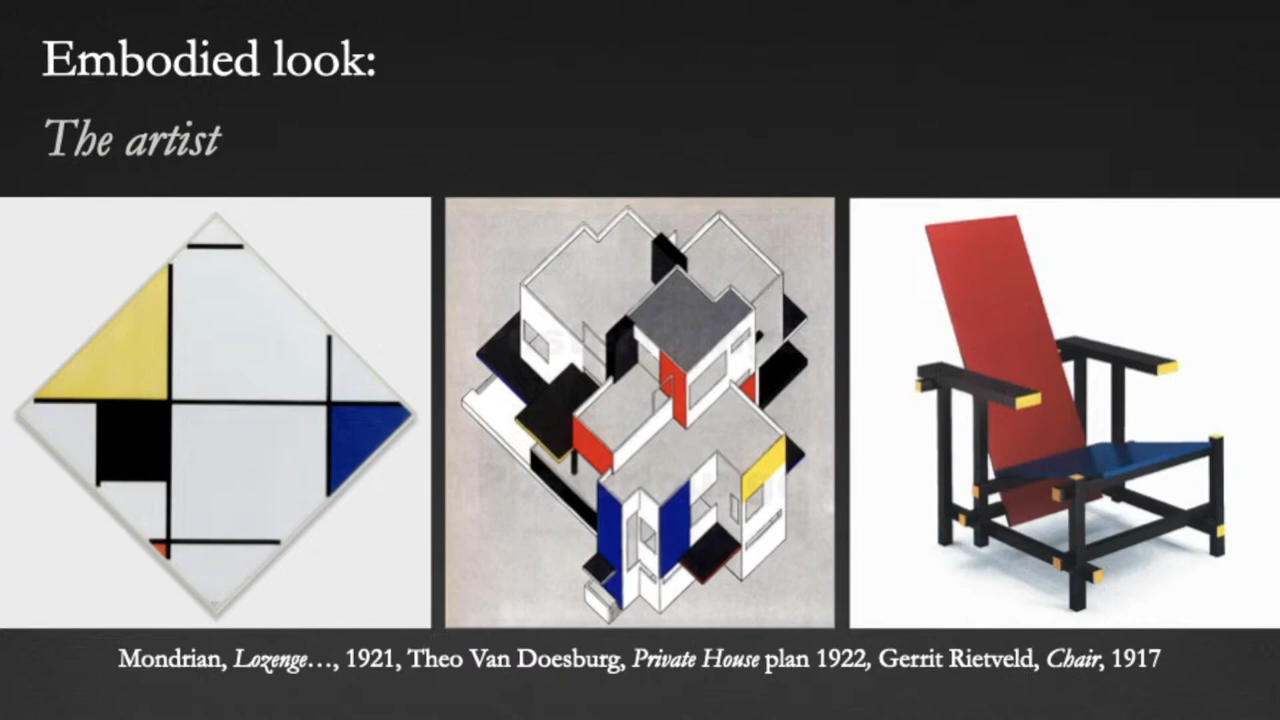 Embodied look:
The artist
Mondrian, Lozenge…, 1921, Theo Van Doesburg, Private House plan 1922, Gerrit Rietveld, Chair, 1917